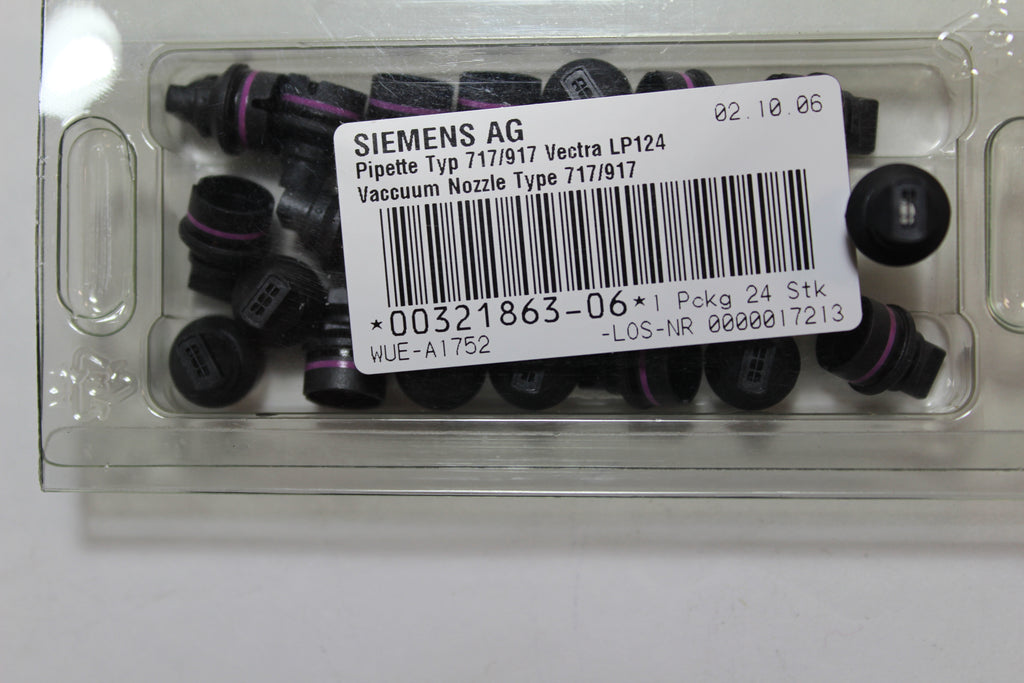 SIEMENS AG
02.10.06
Pipette Typ 717/917 Vectra LP124
Vaccuum Nozzle Type 717/917
*00321863-06* 1 Pckg 24 Stk
WUE-A1752 -LOS-NR 0000017213